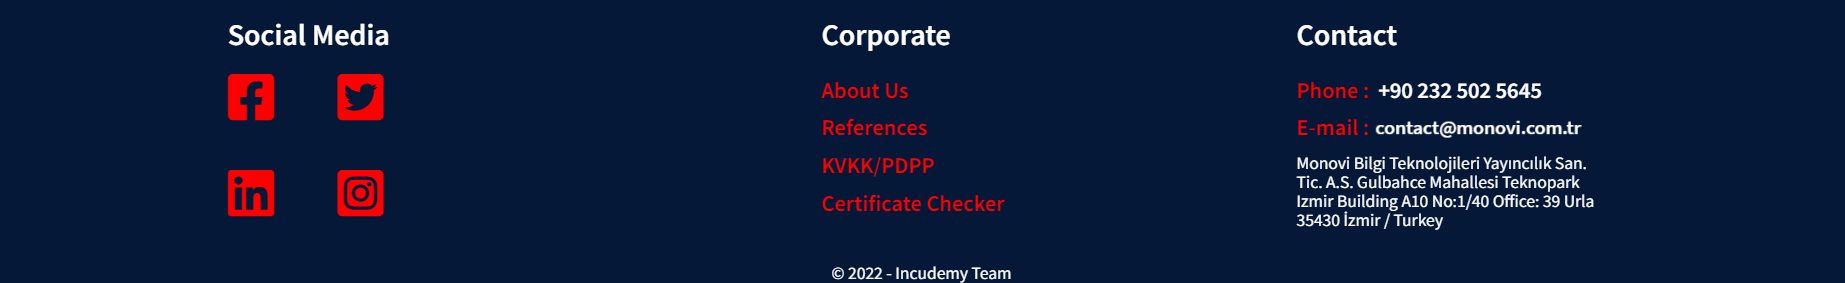 Social Media
Corporate
About Us
References
KVKK/PDPP
Certificate Checker
Contact
Phone : +90 232 502 5645
E-mail : contact@monovi.com.tr
Monovi Bilgi Teknolojileri Yayıncılık San.
Tic. A.S. Gulbahce Mahallesi Teknopark
Izmir Building A10 No:1/40 Office: 39 Urla
35430 İzmir / Turkey
© 2022 - Incudemy Team